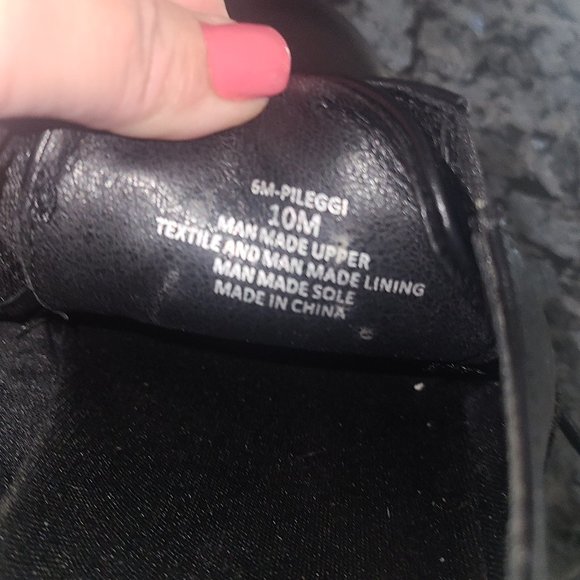 6M-PILEGGI
10M
MAN MADE UPPER
TEXTILE AND MAN MADE LINING
MAN MADE SOLE
MADE IN CHINA